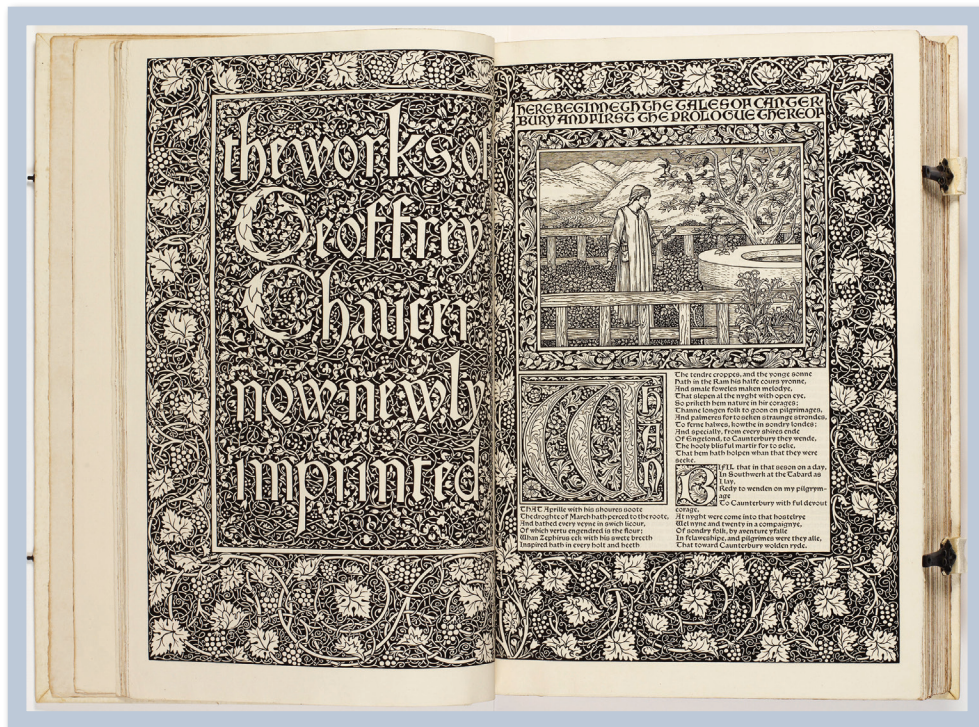 the works of
Geoffrey
Chaucer
now newly
imprinted
HERE BEGINNETH THE TALES OF CANTER-
BURY AND FIRST THE PROLOGUE THEREOF
WHAN
THAT Aprille with his shoures soote
The droghte of March hath perced to the roote,
And bathed every veyne in swich licour,
Of which vertu engendred is the flour;
Whan Zephirus eek with his swete breeth
Inspired hath in every holt and heeth
The tendre croppes, and the yonge sonne
Hath in the Ram his halfe cours yronne,
And smale foweles maken melodye,
That slepen al the nyght with open eye,
So priketh hem nature in hir corages;
Thanne longen folk to goon on pilgrimages,
And palmeres for to seken straunge strondes,
To ferne halwes, kowthe in sondry londes;
And specially, from every shires ende
Of Engelond, to Caunterbury they wende,
The hooly blisful martir for to seke,
That hem hath holpen whan that they were
seeke.
BIFIL that in that seson on a day,
In Southwerk at the Tabard as
I lay,
Redy to wenden on my pilgrym-
age
To Caunterbury with ful devout
corage,
At nyght were come into that hostelrye
Wel nyne and twenty in a compaignye,
Of sondry folk, by aventure yfalle
In felaweshipe, and pilgrimes were they alle,
That toward Caunterbury wolden ryde.